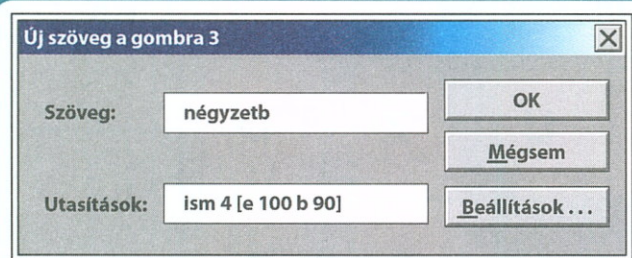 Új szöveg a gombra 3
Szöveg:
négyzetb
OK
Mégsem
Utasítások:
ism 4 [e 100 b 90]
Beállítások . . .